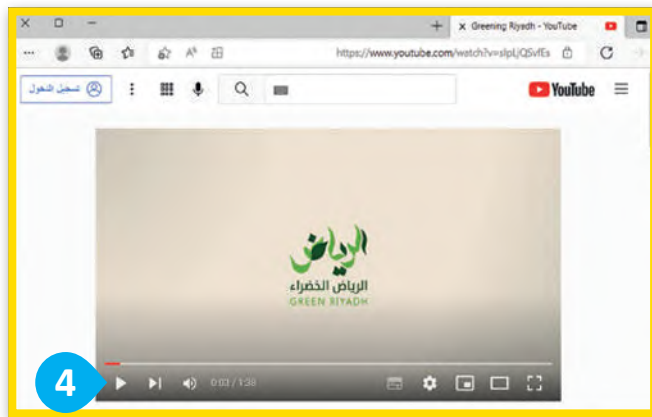 Greening Riyadh - YouTube
https://www.youtube.com/watch?v=slpLjQSvfEs
YouTube
تسجيل الدخول
الرياض
الرياض الخضراء
GREEN RIYADH
0:03 / 1:38
4